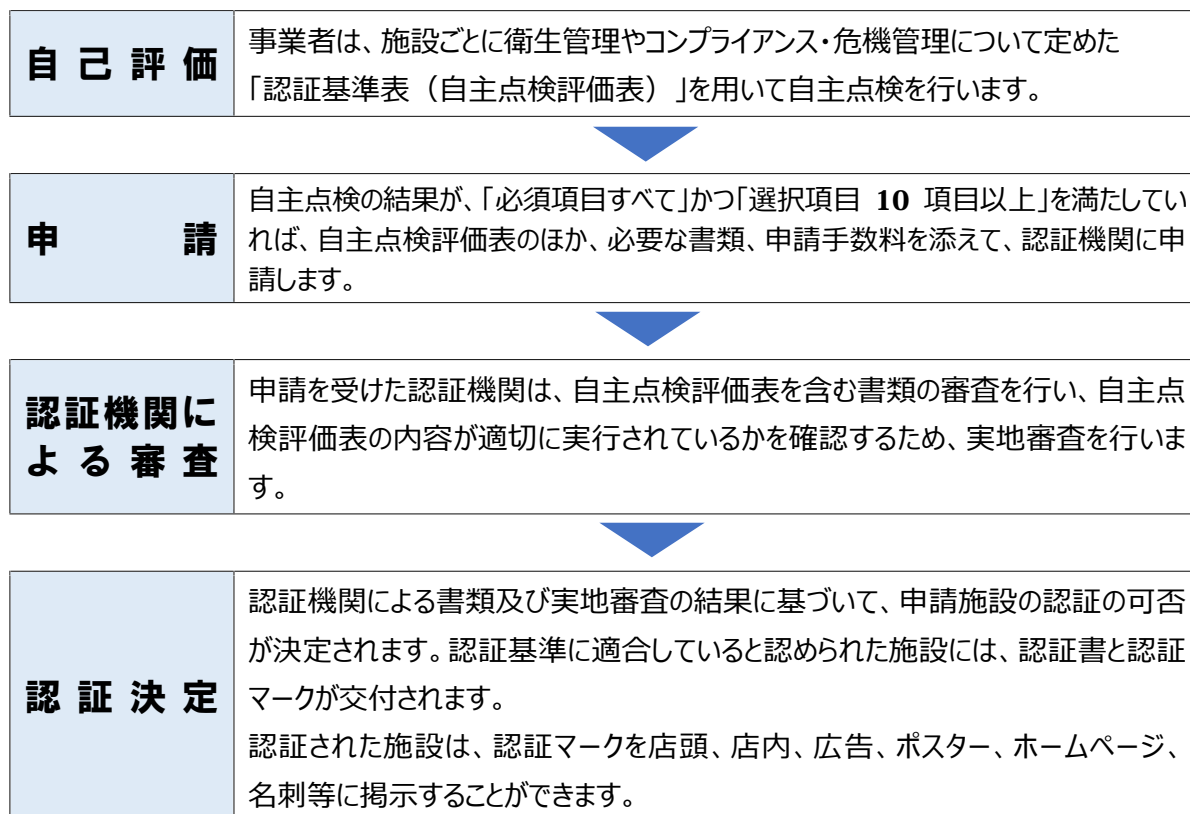 自己評価
事業者は、施設ごとに衛生管理やコンプライアンス・危機管理について定めた
「認証基準表（自主点検評価表）」を用いて自主点検を行います。
申請
自主点検の結果が、「必須項目すべて」かつ「選択項目 10 項目以上」を満たしてい
れば、自主点検評価表のほか、必要な書類、申請手数料を添えて、認証機関に申
請します。
認証機関に
よる審査
申請を受けた認証機関は、自主点検評価表を含む書類の審査を行い、自主点
検評価表の内容が適切に実行されているかを確認するため、実地審査を行いま
す。
認証決定
認証機関による書類及び実地審査の結果に基づいて、申請施設の認証の可否
が決定されます。認証基準に適合していると認められた施設には、認証書と認証
マークが交付されます。
認証された施設は、認証マークを店頭、店内、広告、ポスター、ホームページ、
名刺等に掲示することができます。